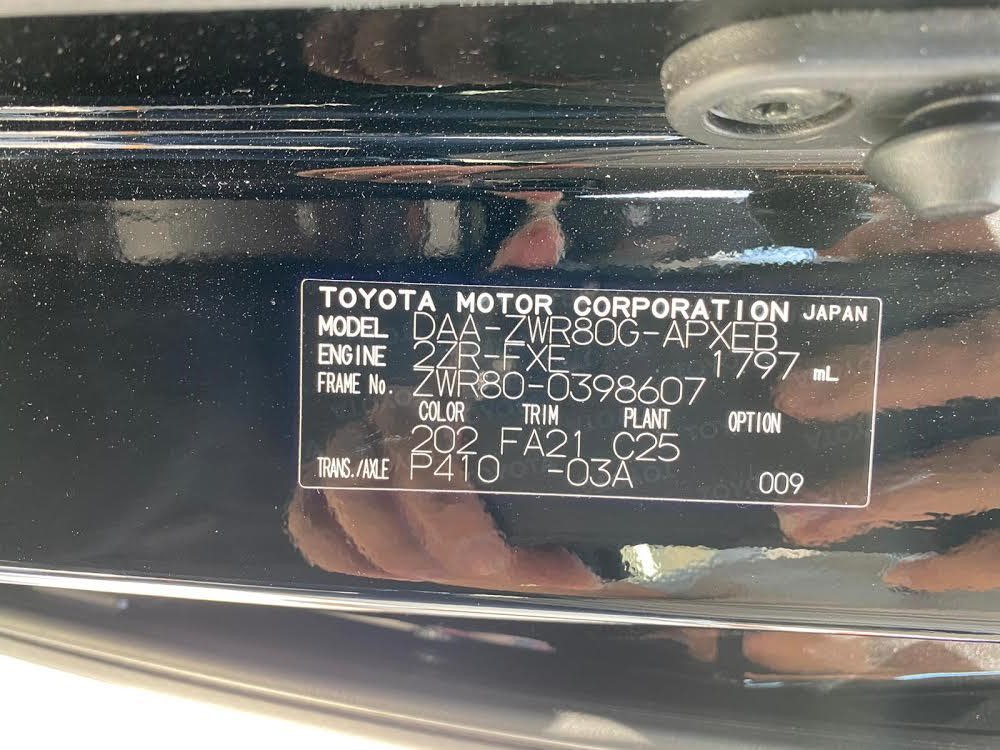 TOYOTA MOTOR CORPORATION JAPAN
MODEL DAA-ZWR80G-APXEB
ENGINE 2ZR-FXE 1797 mL
FRAME No. ZWR80-0398607
COLOR TRIM PLANT OPTION
202 FA21 C25
TRANS./AXLE P410 -03A 009